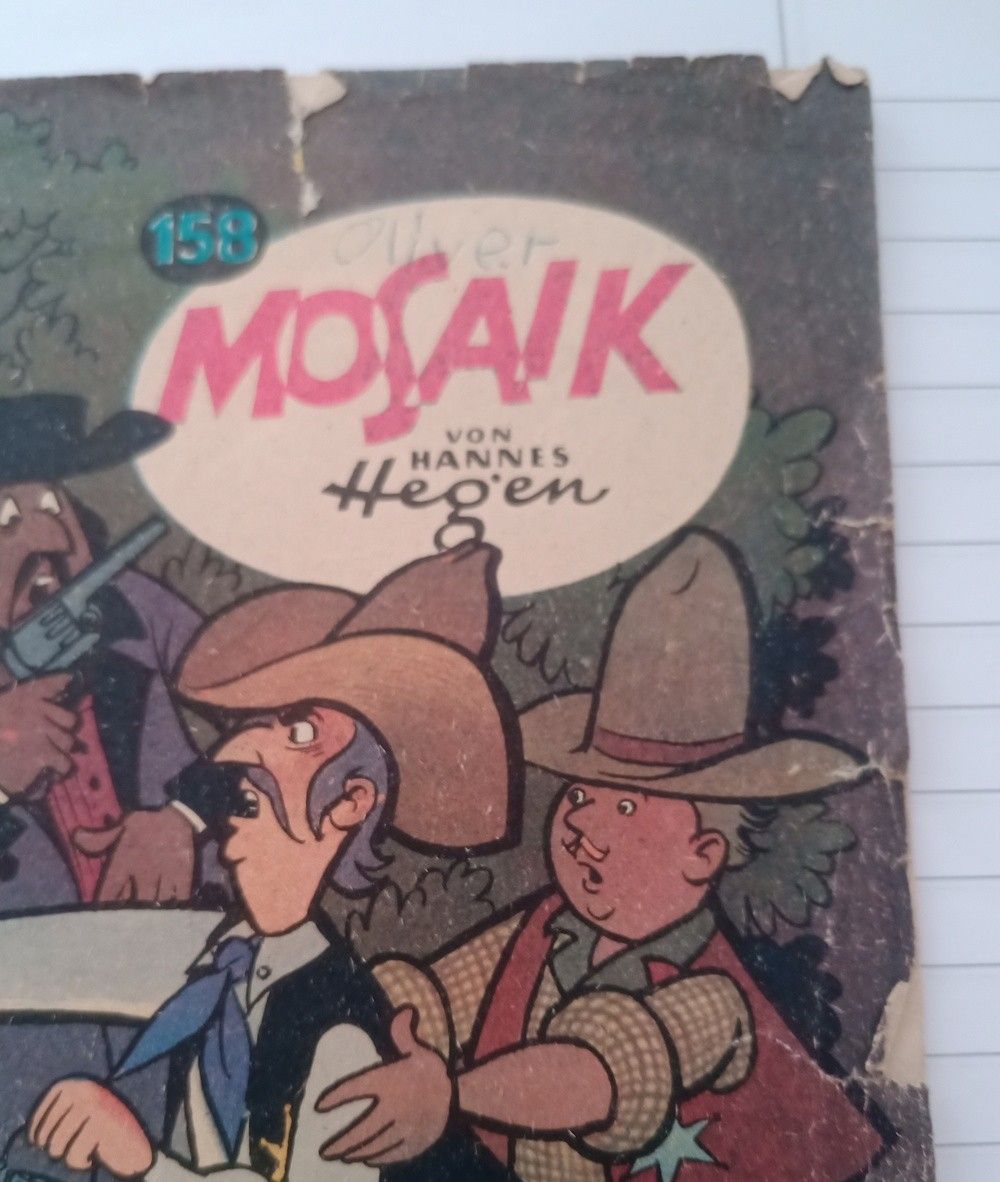 158
Oliver
MOSAIK
VON
HANNES
Hegen